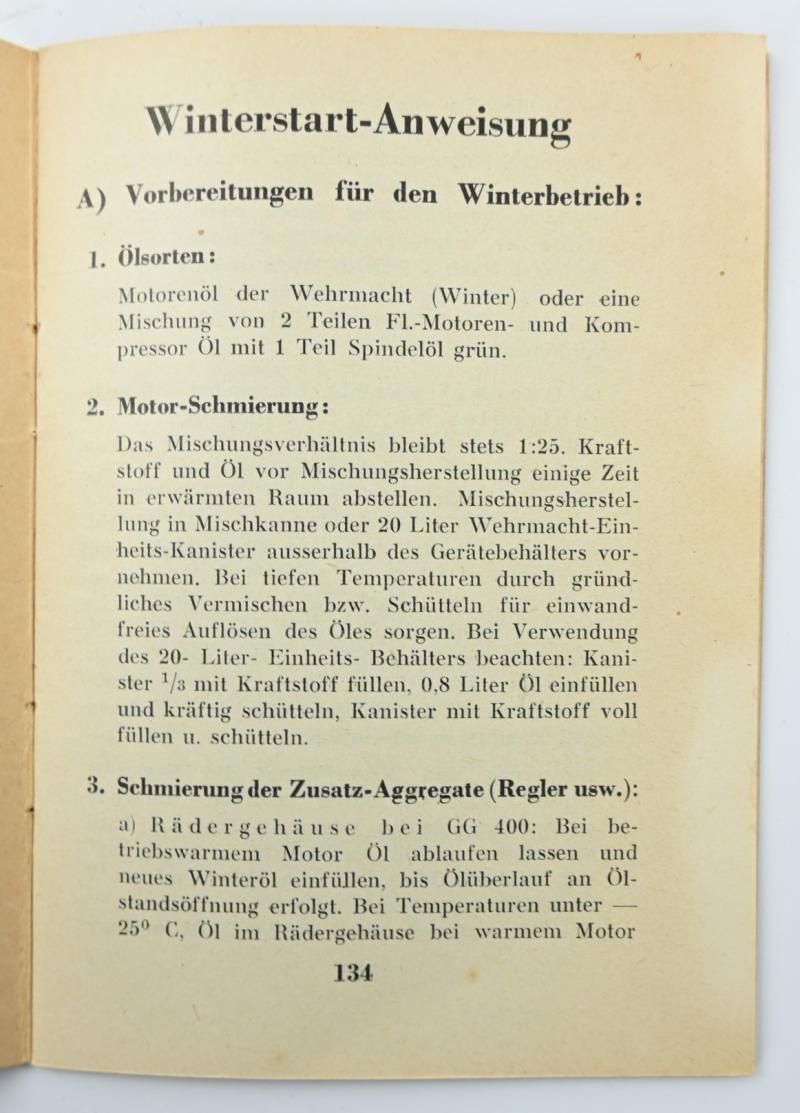 Winterstart-Anweisung
A) Vorbereitungen für den Winterbetrieb:
1. Ölsorten:
Motorenöl der Wehrmacht (Winter) oder eine
Mischung von 2 Teilen Fl.-Motoren- und Kom-
pressor Öl mit 1 Teil Spindelöl grün.
2. Motor-Schmierung:
Das Mischungsverhältnis bleibt stets 1:25. Kraft-
stoff und Öl vor Mischungsherstellung einige Zeit
in erwärmten Raum abstellen. Mischungsherstel-
lung in Mischkanne oder 20 Liter Wehrmacht-Ein-
heits-Kanister ausserhalb des Gerätebehälters vor-
nehmen. Bei tiefen Temperaturen durch gründ-
liches Vermischen bzw. Schütteln für einwand-
freies Auflösen des Öles sorgen. Bei Verwendung
des 20- Liter- Einheits- Behälters beachten: Kani-
ster 1/3 mit Kraftstoff füllen, 0,8 Liter Öl einfüllen
und kräftig schütteln, Kanister mit Kraftstoff voll
füllen u. schütteln.
3. Schmierung der Zusatz-Aggregate (Regler usw.):
a) Rädergehäuse bei GG 400: Bei be-
triebswarmem Motor Öl ablaufen lassen und
neues Winteröl einfüllen, bis Ölüberlauf an Öl-
standsöffnung erfolgt. Bei Temperaturen unter —
25⁰ C, Öl im Rädergehäuse bei warmem Motor
134